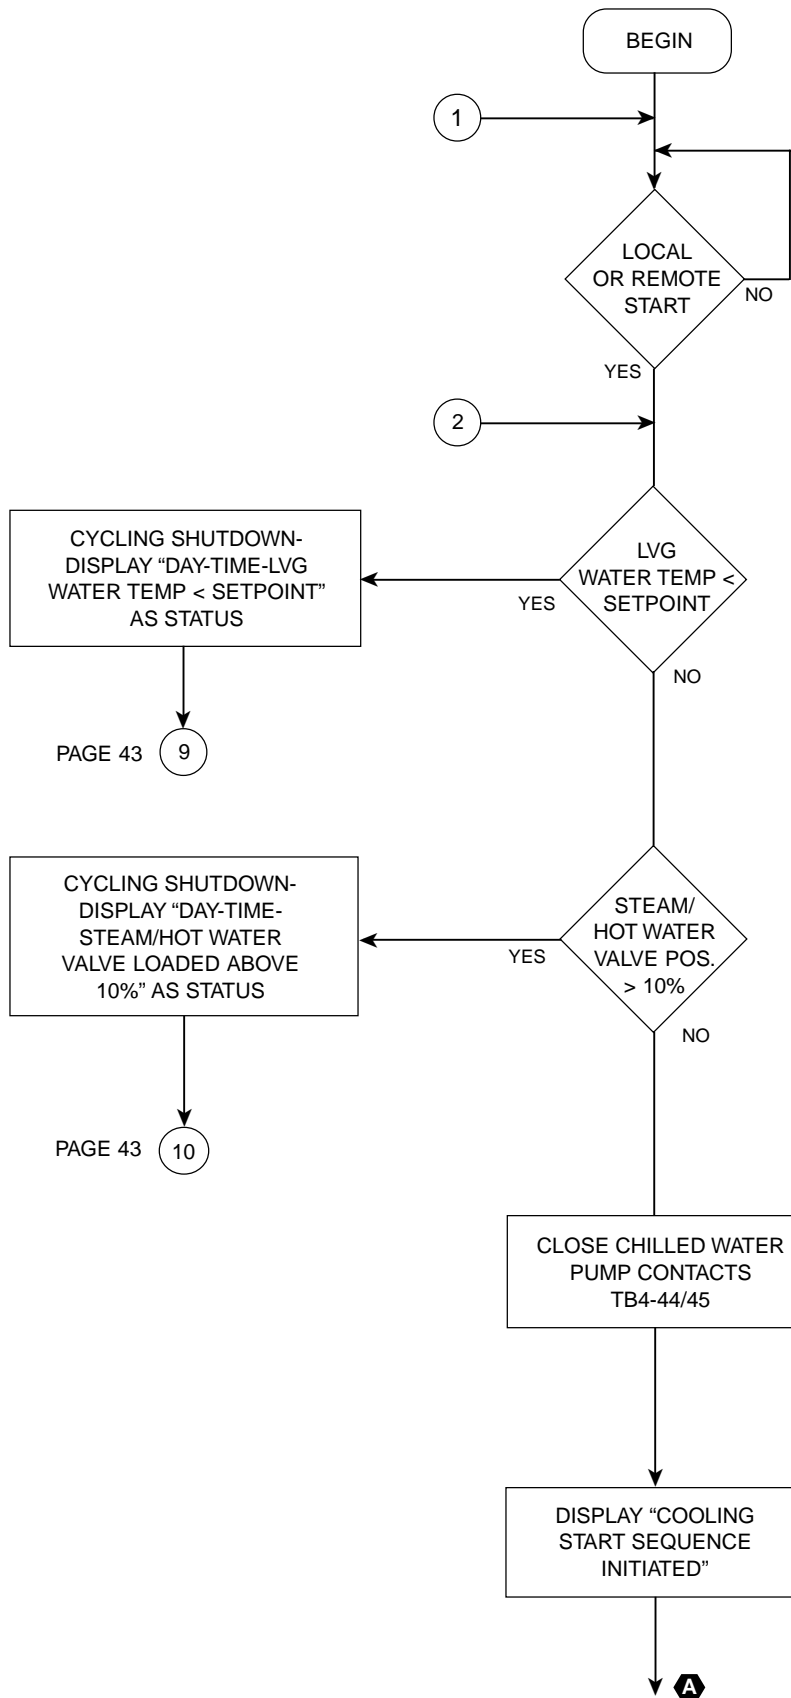 BEGIN
1
LOCAL
OR REMOTE
START
NO
YES
2
LVG
WATER TEMP <
SETPOINT
YES
NO
CYCLING SHUTDOWN-
DISPLAY “DAY-TIME-LVG
WATER TEMP < SETPOINT”
AS STATUS
PAGE 43
9
STEAM/
HOT WATER
VALVE POS.
> 10%
YES
NO
CYCLING SHUTDOWN-
DISPLAY “DAY-TIME-
STEAM/HOT WATER
VALVE LOADED ABOVE
10%” AS STATUS
PAGE 43
10
CLOSE CHILLED WATER
PUMP CONTACTS
TB4-44/45
DISPLAY “COOLING
START SEQUENCE
INITIATED”
A